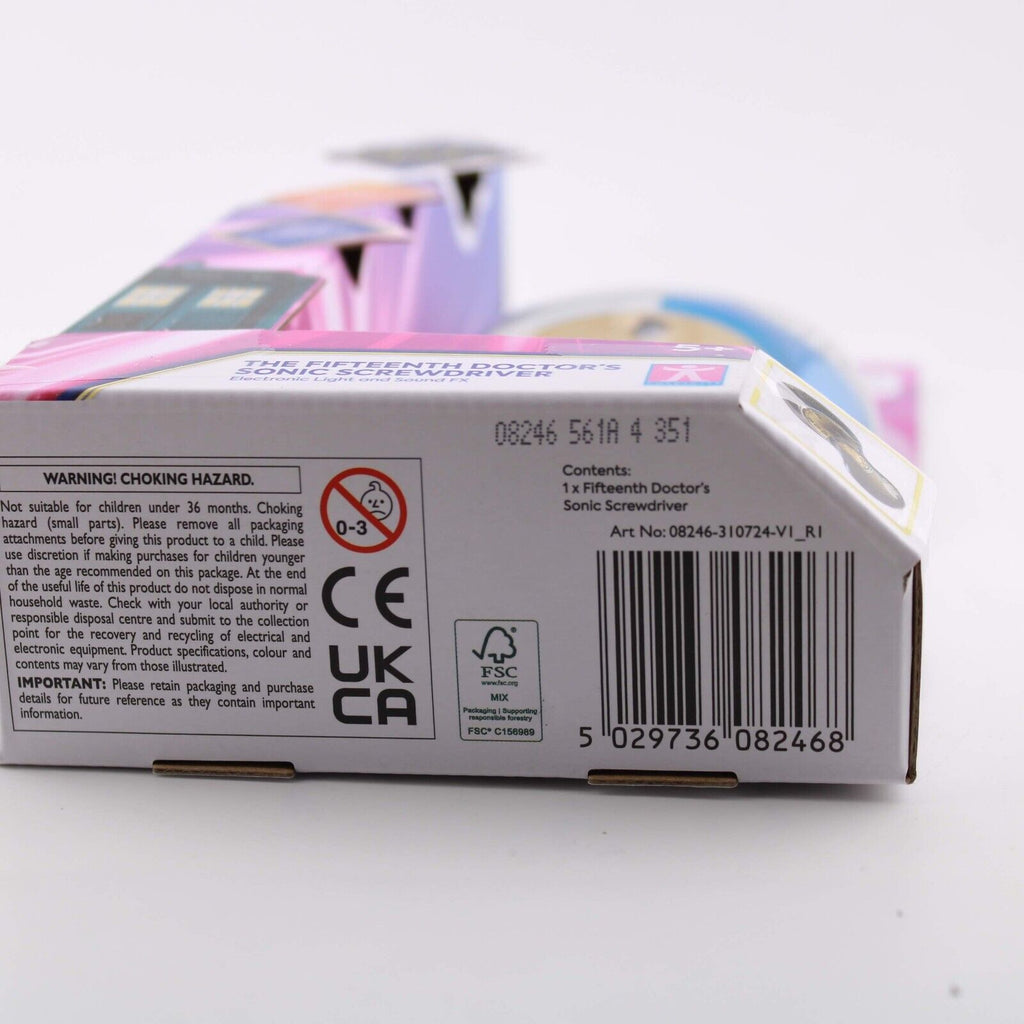 5+
THE FIFTEENTH DOCTOR'S
SONIC SCREWDRIVER
Electronic Light and Sound FX
08246 561A 4 351
WARNING! CHOKING HAZARD.
Not suitable for children under 36 months. Choking
hazard (small parts). Please remove all packaging
attachments before giving this product to a child. Please
use discretion if making purchases for children younger
than the age recommended on this package. At the end
of the useful life of this product do not dispose in normal
household waste. Check with your local authority or
responsible disposal centre and submit to the collection
point for the recovery and recycling of electrical and
electronic equipment. Product specifications, colour and
contents may vary from those illustrated.
IMPORTANT: Please retain packaging and purchase
details for future reference as they contain important
information.
0-3
CE
UK
CA
FSC
www.fsc.org
MIX
Packaging | Supporting
responsible forestry
FSC® C156989
Contents:
1 x Fifteenth Doctor's
Sonic Screwdriver
Art No: 08246-310724-V1_R1
5 029736 082468